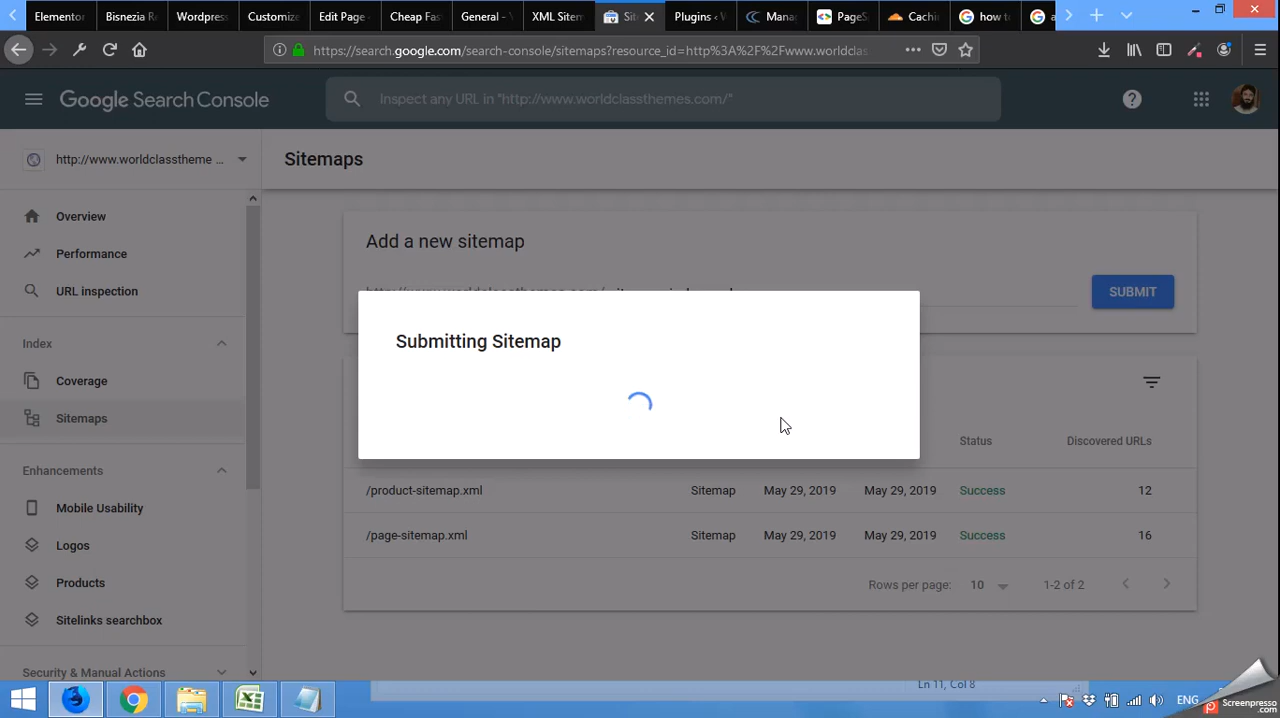 Elementor
Bisnezia Re
Wordpress
Customize
Edit Page
Cheap Fas
General -
XML Sitem
Sit
Plugins ‹ W
Mana
PageS
Cachi
how to
https://search.google.com/search-console/sitemaps?resource_id=http%3A%2F%2Fwww.worldclas
Google Search Console
Inspect any URL in "http://www.worldclassthemes.com/"
http://www.worldclasstheme ...
Sitemaps
Overview
Performance
URL inspection
Index
Coverage
Sitemaps
Enhancements
Mobile Usability
Logos
Products
Sitelinks searchbox
Security & Manual Actions
Add a new sitemap
SUBMIT
Submitting Sitemap
Status
Discovered URLs
/product-sitemap.xml Sitemap May 29, 2019 May 29, 2019 Success 12
/page-sitemap.xml Sitemap May 29, 2019 May 29, 2019 Success 16
Rows per page: 10 1-2 of 2
Ln 11, Col 8
ENG
Screenpresso
.com